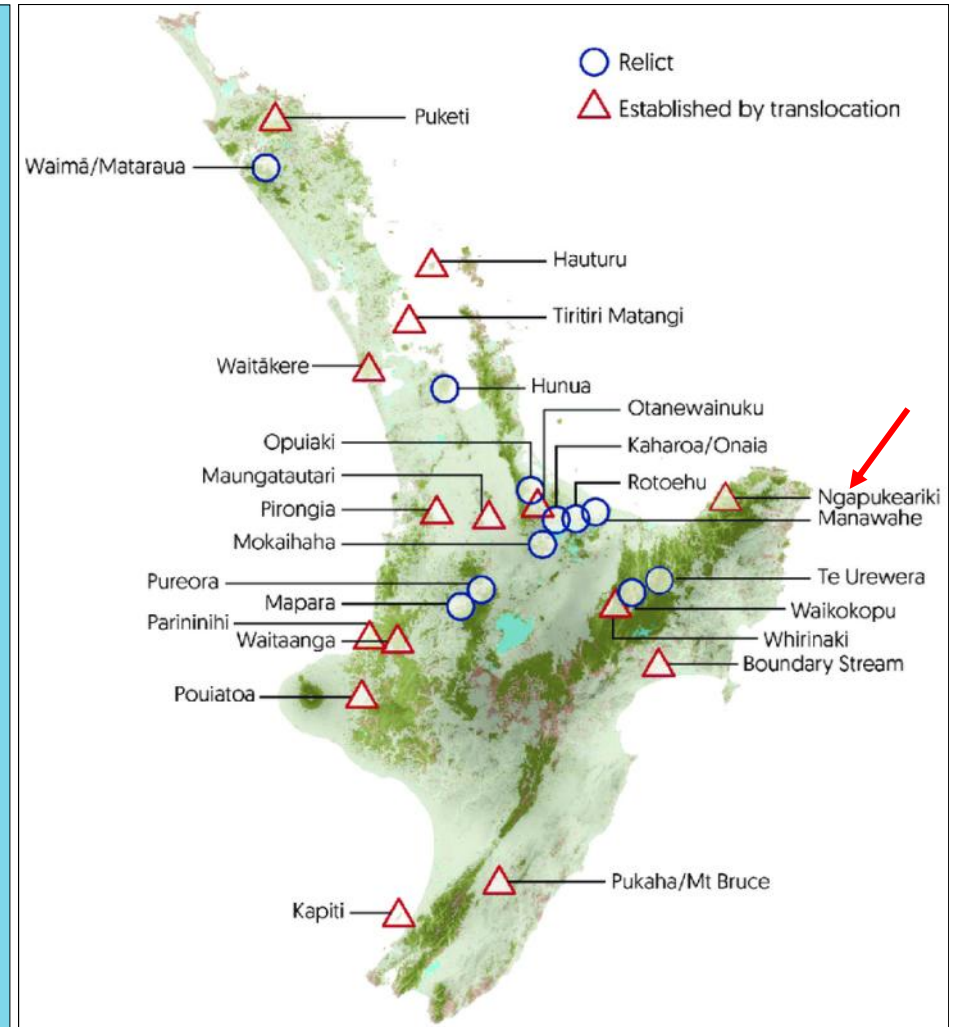 Relict
Established by translocation
Puketi
Waimā/Mataraua
Hauturu
Tiritiri Matangi
Waitākere
Hunua
Otanewainuku
Opuiaki
Kaharoa/Onaia
Maungatautari
Rotoehu
Ngapukeariki
Pirongia
Manawahe
Mokaihaha
Pureora
Te Urewera
Mapara
Waikokopu
Parininihi
Waitaanga
Whirinaki
Boundary Stream
Pouiatoa
Pukaha/Mt Bruce
Kapiti